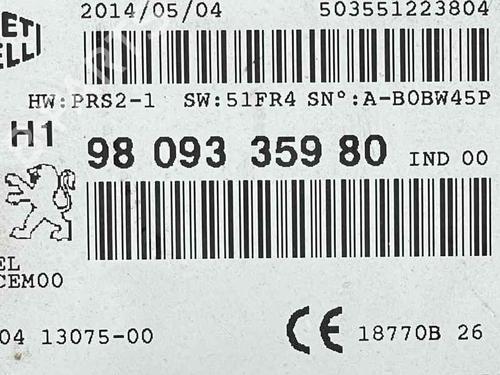 2014/05/04 503551223804
ET
ELLI
HW:PRS2-1 SW:51FR4 SN°:A-B0BW45P
H1 98 093 359 80 IND 00
EL
CEM00
04 13075-00 CE 18770B 26